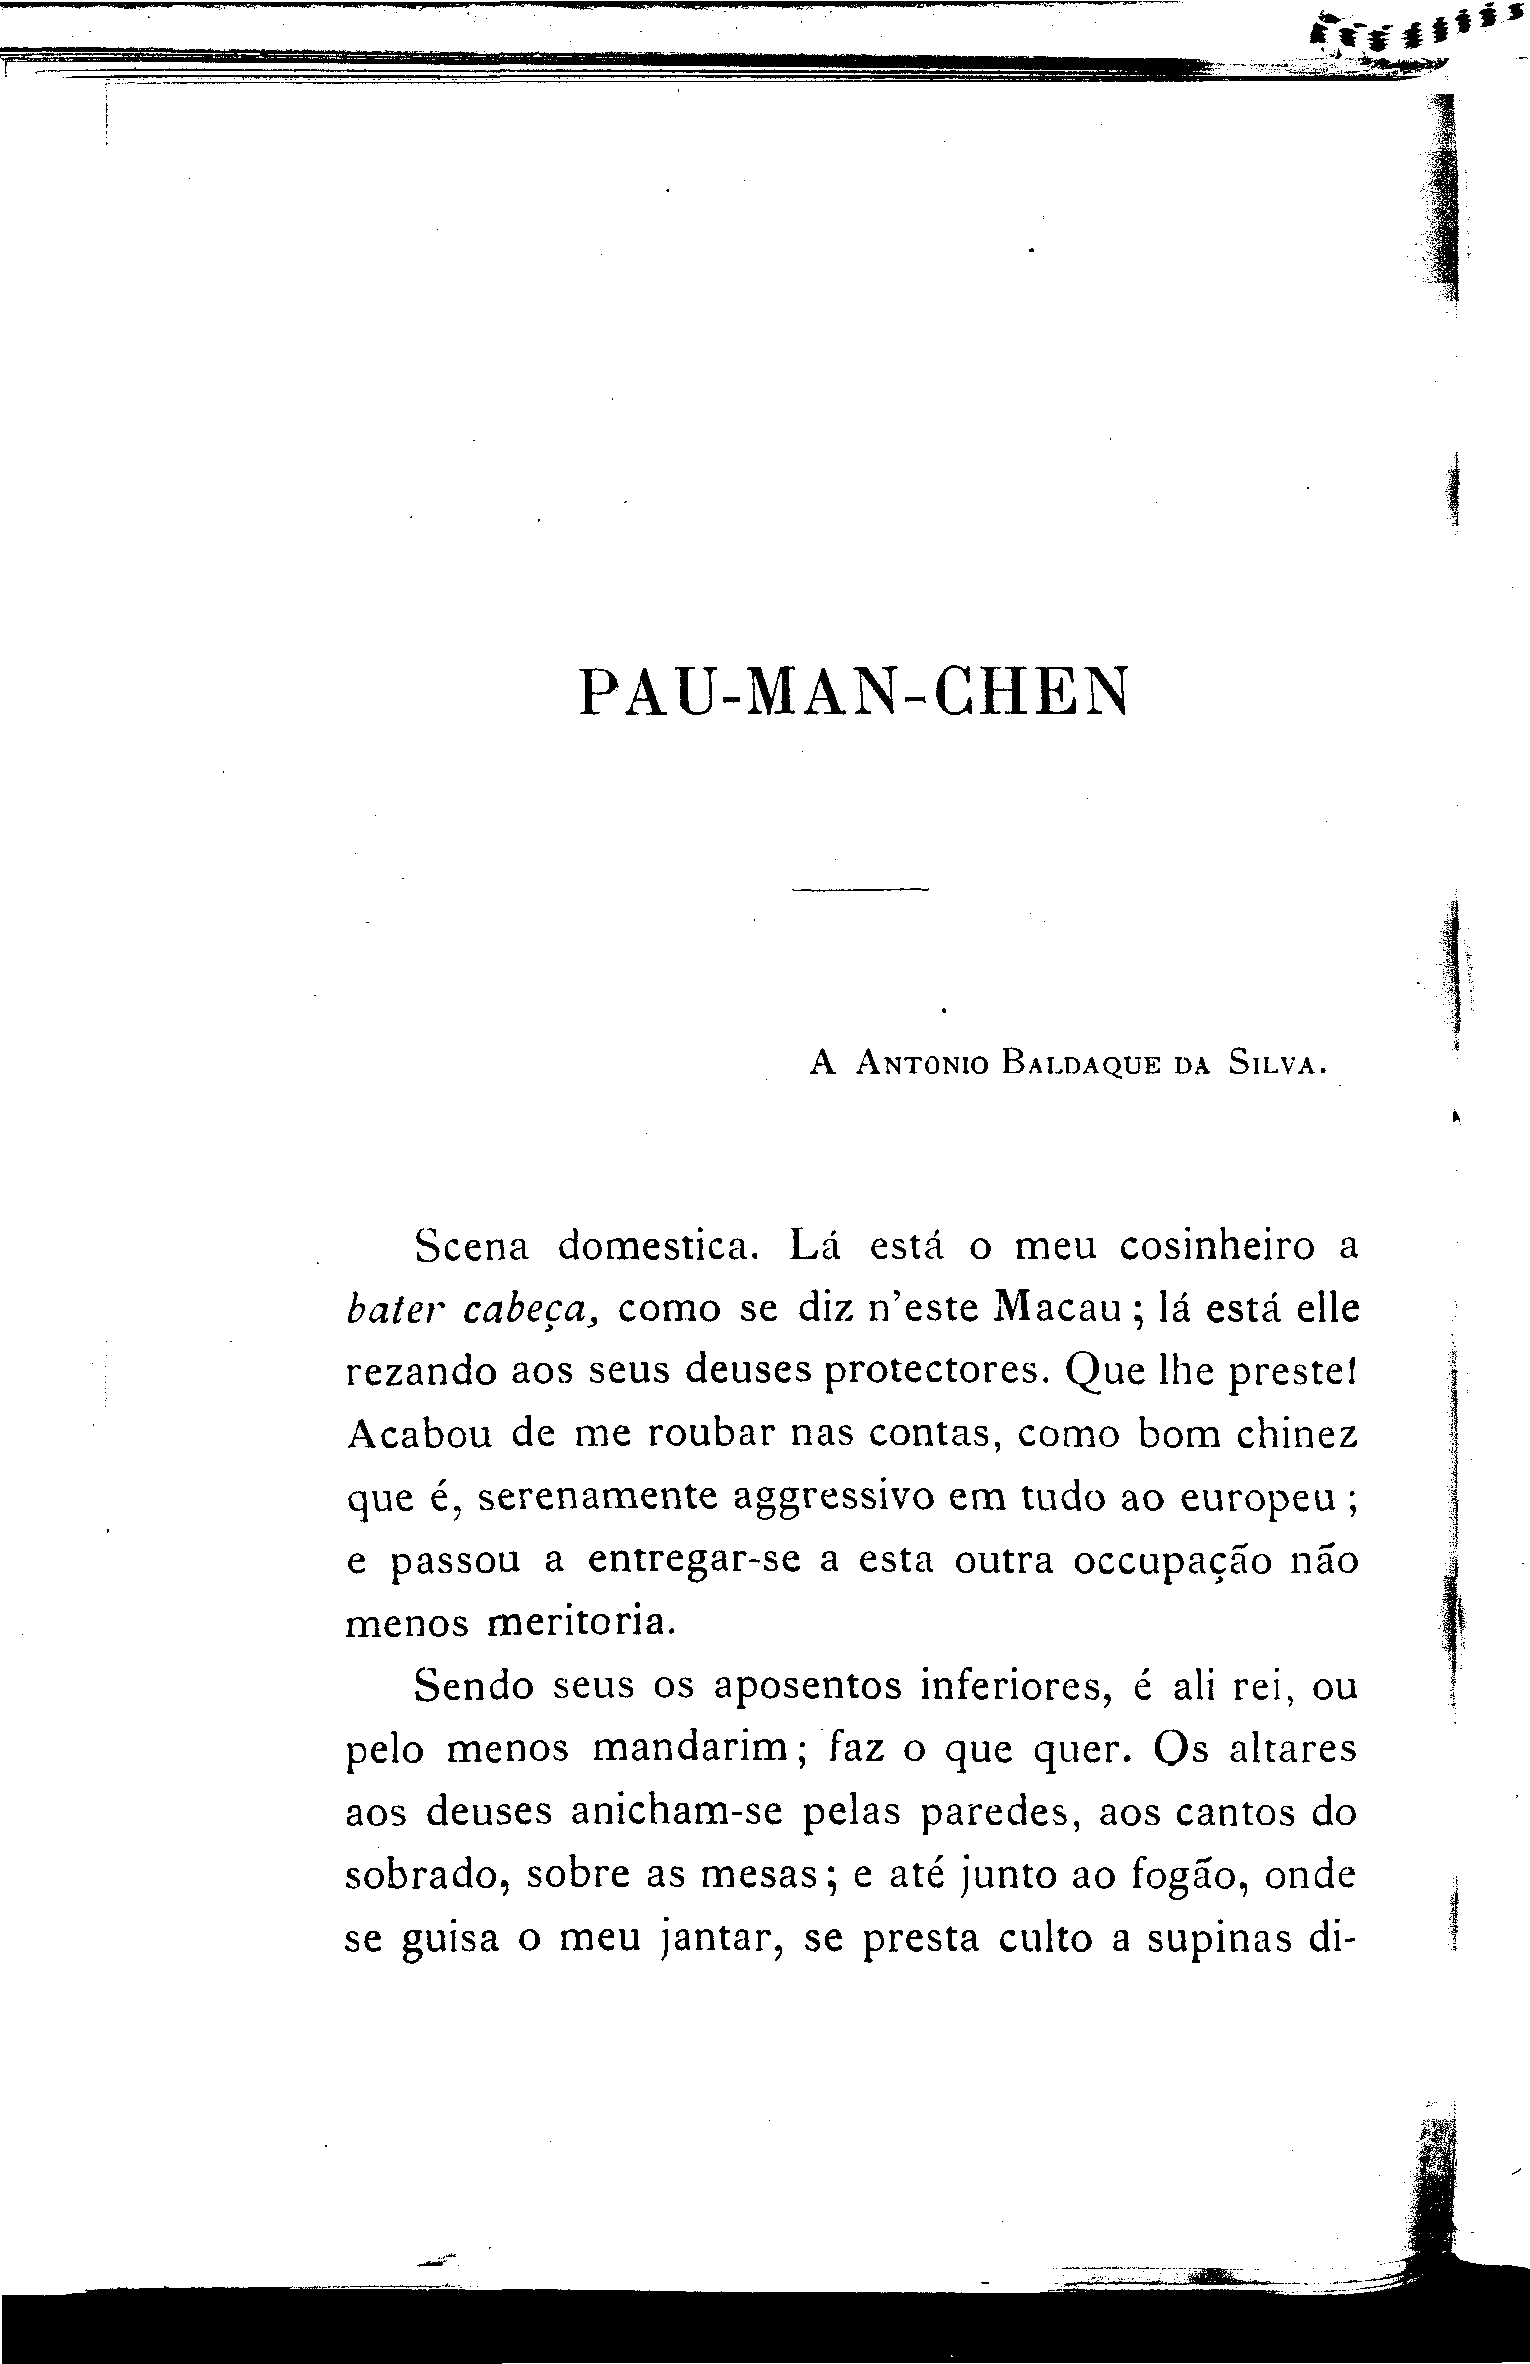 PAU-MAN-CHEN
A ANTONIO BALDAQUE DA SILVA.
Scena domestica. Lá está o meu cosinheiro a
bater cabeça, como se diz n'este Macau ; lá está elle
rezando aos seus deuses protectores. Que lhe preste!
Acabou de me roubar nas contas, como bom chinez
que é, serenamente aggressivo em tudo ao europeu ;
e passou a entregar-se a esta outra occupação não
menos meritoria.
Sendo seus os aposentos inferiores, é ali rei, ou
pelo menos mandarim ; faz o que quer. Os altares
aos deuses anicham-se pelas paredes, aos cantos do
sobrado, sobre as mesas ; e até junto ao fogão, onde
se guisa o meu jantar, se presta culto a supinas di-